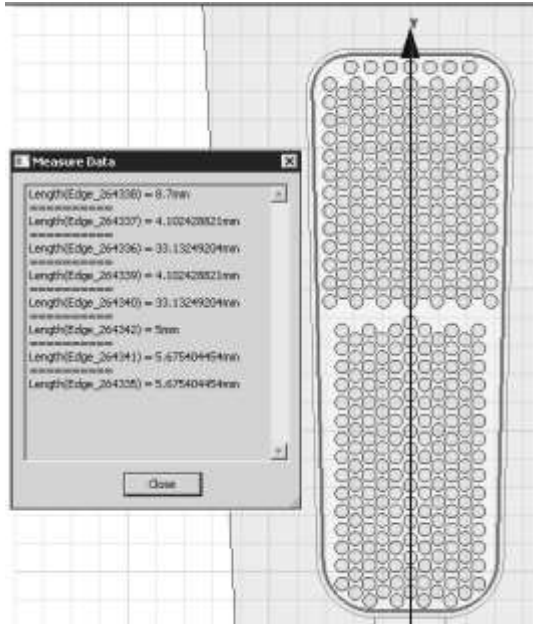 Y
Measure Data
Length(Edge_264338) = 8.7mm
==========
Length(Edge_264337) = 4.102428821mm
==========
Length(Edge_264336) = 33.13249204mm
==========
Length(Edge_264339) = 4.102428821mm
==========
Length(Edge_264340) = 33.13249204mm
==========
Length(Edge_264342) = 5mm
==========
Length(Edge_264341) = 5.675404454mm
==========
Length(Edge_264335) = 5.675404454mm
Close